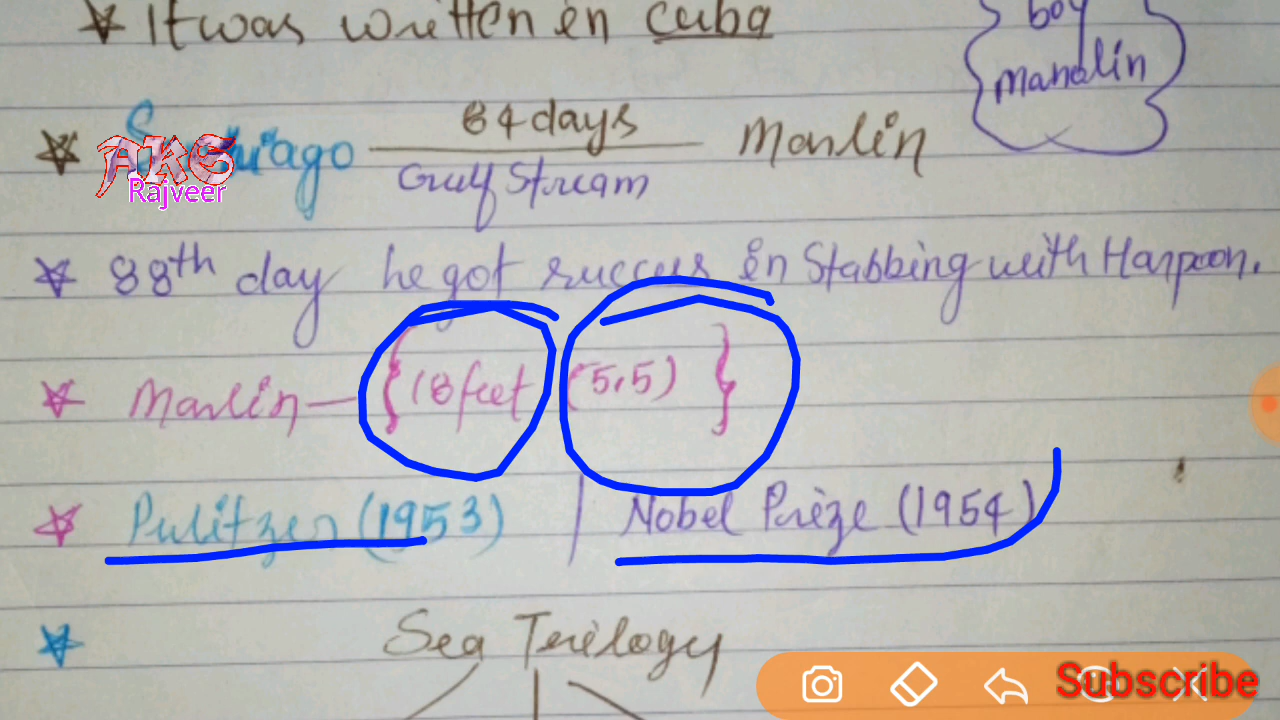 It was written in Cuba
boy
manolin
Santiago 84 days Marlin
Gulf Stream
ARG
Rajveer
88th day he got success in Stabbing with Harpoon.
Marlin — {18 feet (5.5)}
Pulitzer (1953) | Nobel Prize (1954)
Sea Trilogy
Subscribe